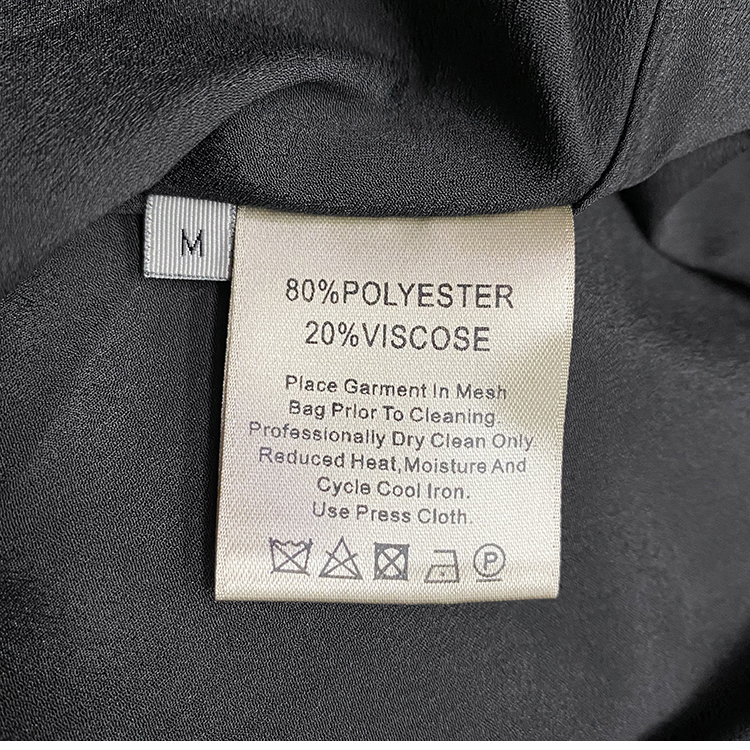 M
80%POLYESTER
20%VISCOSE
Place Garment In Mesh
Bag Prior To Cleaning
Professionally Dry Clean Only
Reduced Heat,Moisture And
Cycle Cool Iron.
Use Press Cloth.
P